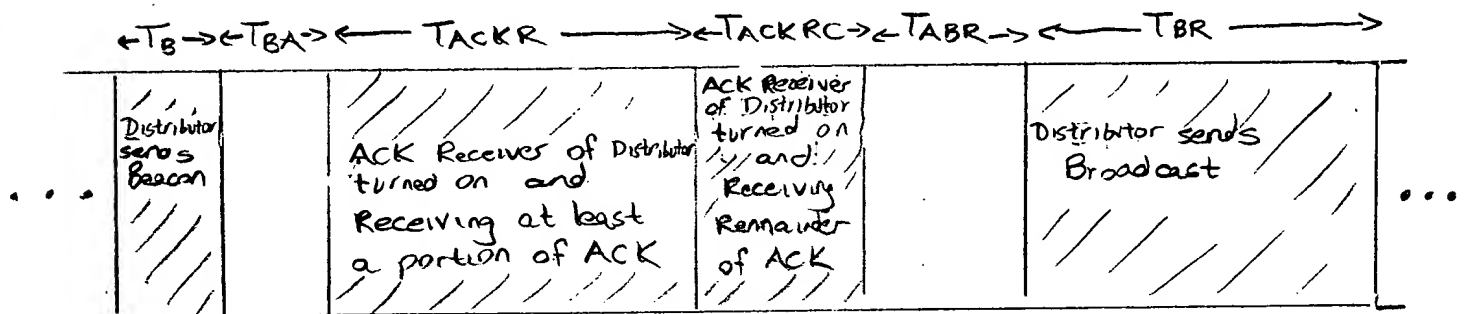 TB TBA TACKR TACKRC TABR TBR
Distributor
sends
Beacon
ACK Receiver of Distributor
turned on and
Receiving at least
a portion of ACK
ACK Receiver
of Distributor
turned on
and
Receiving
Remainder
of ACK
Distributor sends
Broadcast